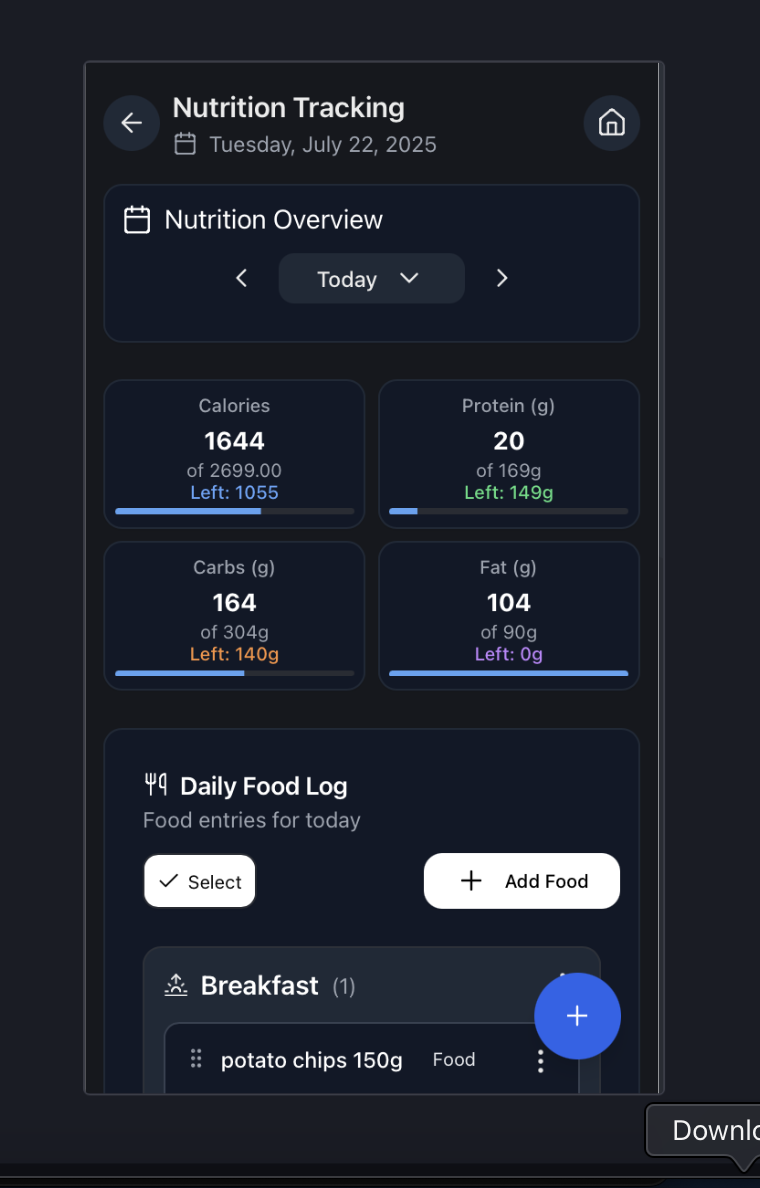 Nutrition Tracking
Tuesday, July 22, 2025
Nutrition Overview
Today
Calories
1644
of 2699.00
Left: 1055
Protein (g)
20
of 169g
Left: 149g
Carbs (g)
164
of 304g
Left: 140g
Fat (g)
104
of 90g
Left: 0g
Daily Food Log
Food entries for today
Select
Add Food
Breakfast (1)
potato chips 150g Food